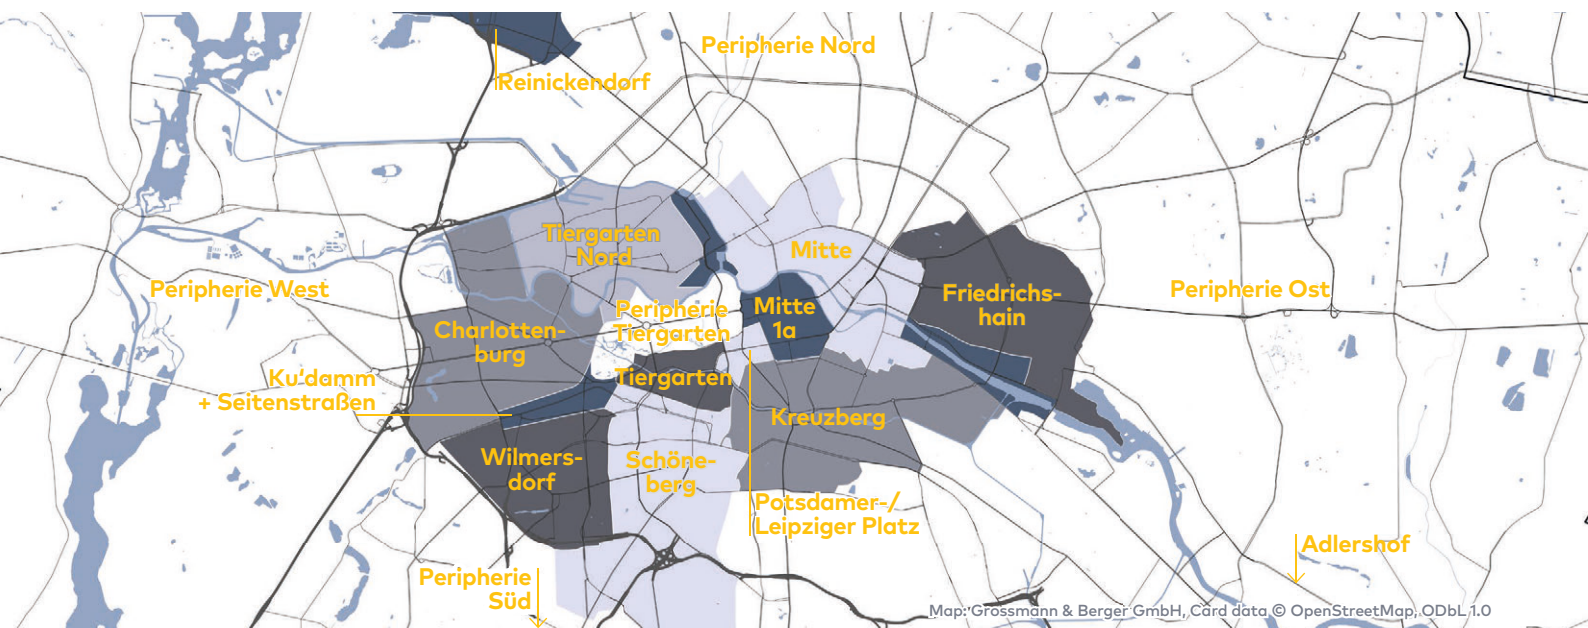 Peripherie Nord
Reinickendorf
Tiergarten
Nord
Mitte
Peripherie West
Peripherie Ost
Friedrichs-
hain
Peripherie
Tiergarten
Mitte
1a
Charlotten-
burg
Ku'damm
+ Seitenstraßen
Tiergarten
Kreuzberg
Wilmers-
dorf
Schöne-
berg
Potsdamer-/
Leipziger Platz
Adlershof
Peripherie
Süd
Map: Grossmann & Berger GmbH, Card data © OpenStreetMap, ODbL 1.0